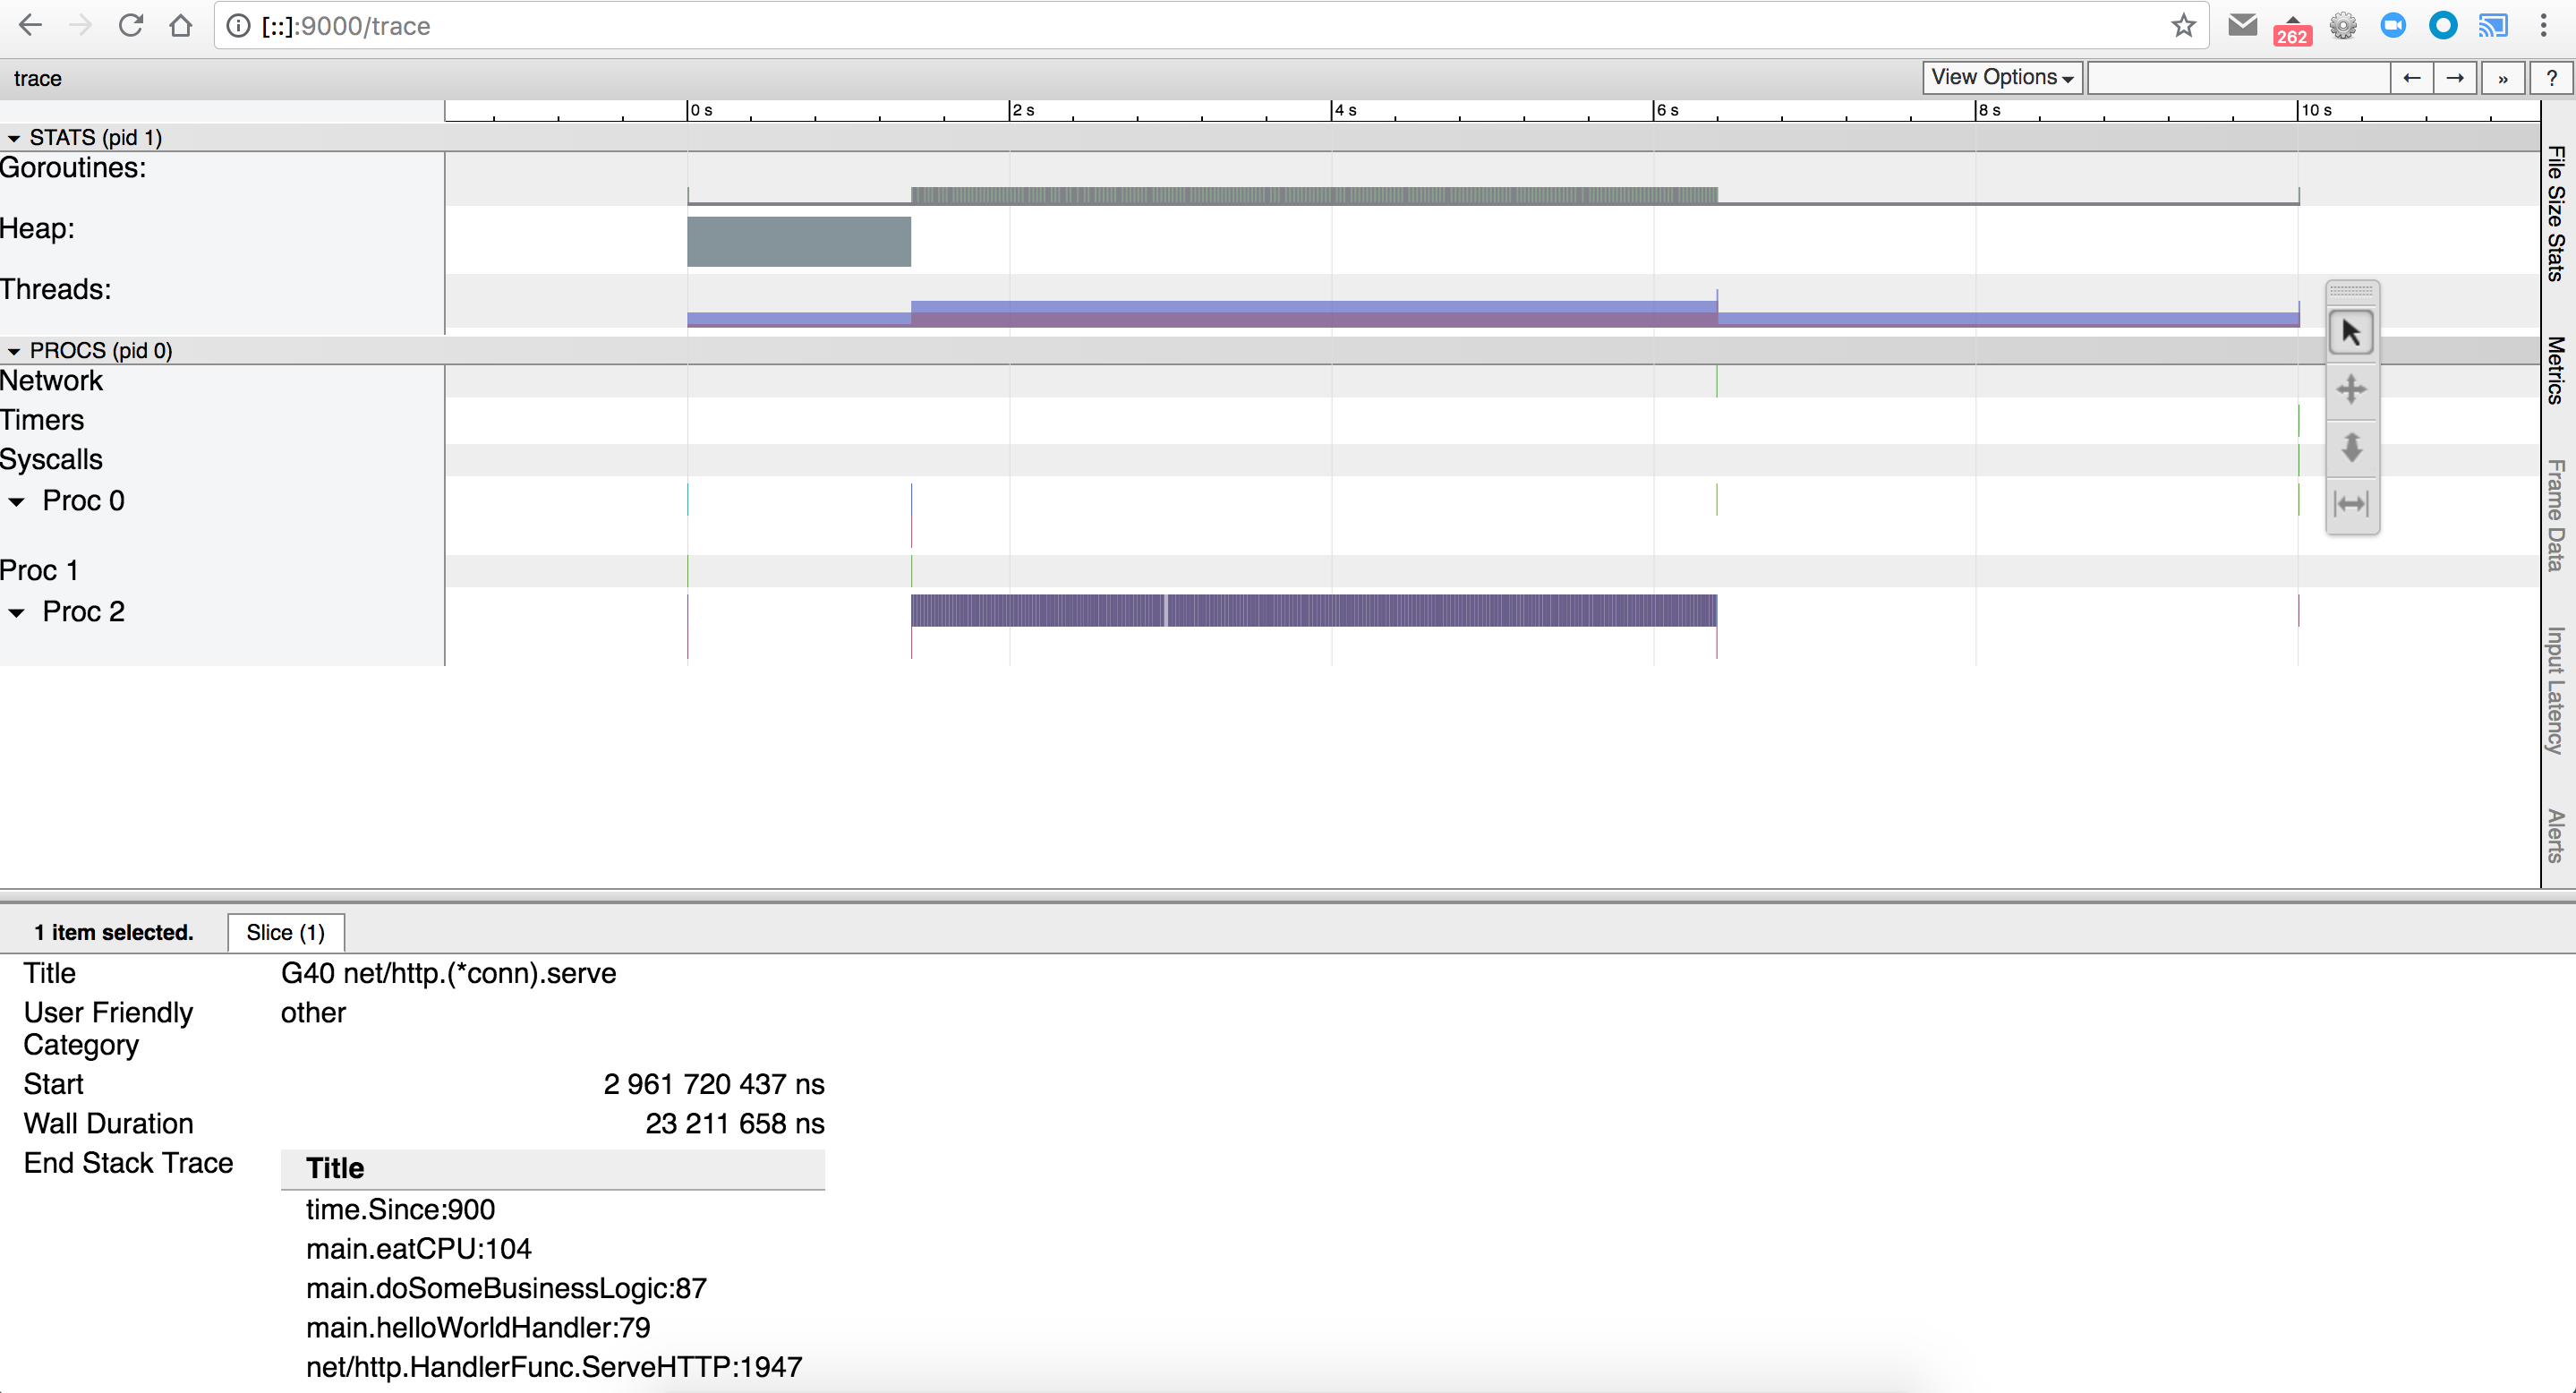 [::]:9000/trace
262
trace
View Options
»
?
0 s
2 s
4 s
6 s
8 s
10 s
STATS (pid 1)
Goroutines:
Heap:
Threads:
PROCS (pid 0)
Network
Timers
Syscalls
Proc 0
Proc 1
Proc 2
File Size Stats
Metrics
Frame Data
Input Latency
Alerts
1 item selected.
Slice (1)
Title
G40 net/http.(*conn).serve
User Friendly
Category
other
Start
2 961 720 437 ns
Wall Duration
23 211 658 ns
End Stack Trace
Title
time.Since:900
main.eatCPU:104
main.doSomeBusinessLogic:87
main.helloWorldHandler:79
net/http.HandlerFunc.ServeHTTP:1947